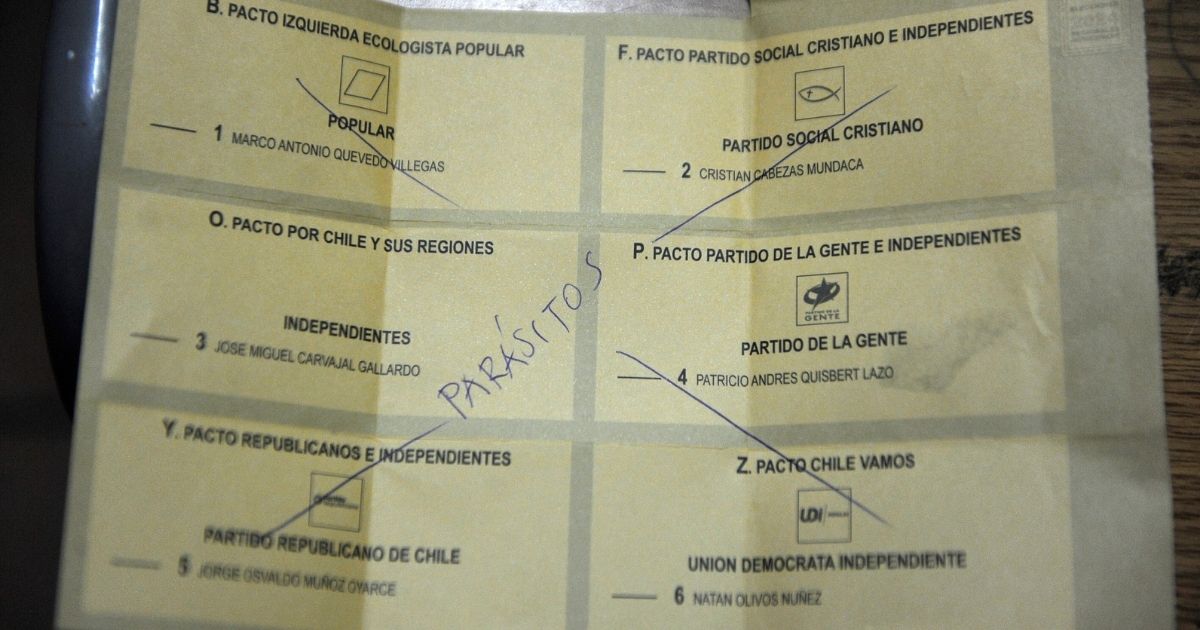 B. PACTO IZQUIERDA ECOLOGISTA POPULAR
POPULAR
1 MARCO ANTONIO QUEVEDO VILLEGAS
F. PACTO PARTIDO SOCIAL CRISTIANO E INDEPENDIENTES
PARTIDO SOCIAL CRISTIANO
2 CRISTIAN CABEZAS MUNDACA
O. PACTO POR CHILE Y SUS REGIONES
INDEPENDIENTES
3 JOSE MIGUEL CARVAJAL GALLARDO
P. PACTO PARTIDO DE LA GENTE E INDEPENDIENTES
PARTIDO DE LA
GENTE
PARTIDO DE LA GENTE
4 PATRICIO ANDRES QUISBERT LAZO
PARÁSITOS
Y. PACTO REPUBLICANOS E INDEPENDIENTES
PARTIDO REPUBLICANO DE CHILE
5 JORGE OSVALDO MUÑOZ OYARCE
Z. PACTO CHILE VAMOS
UDI
UNION DEMOCRATA INDEPENDIENTE
6 NATAN OLIVOS NUÑEZ